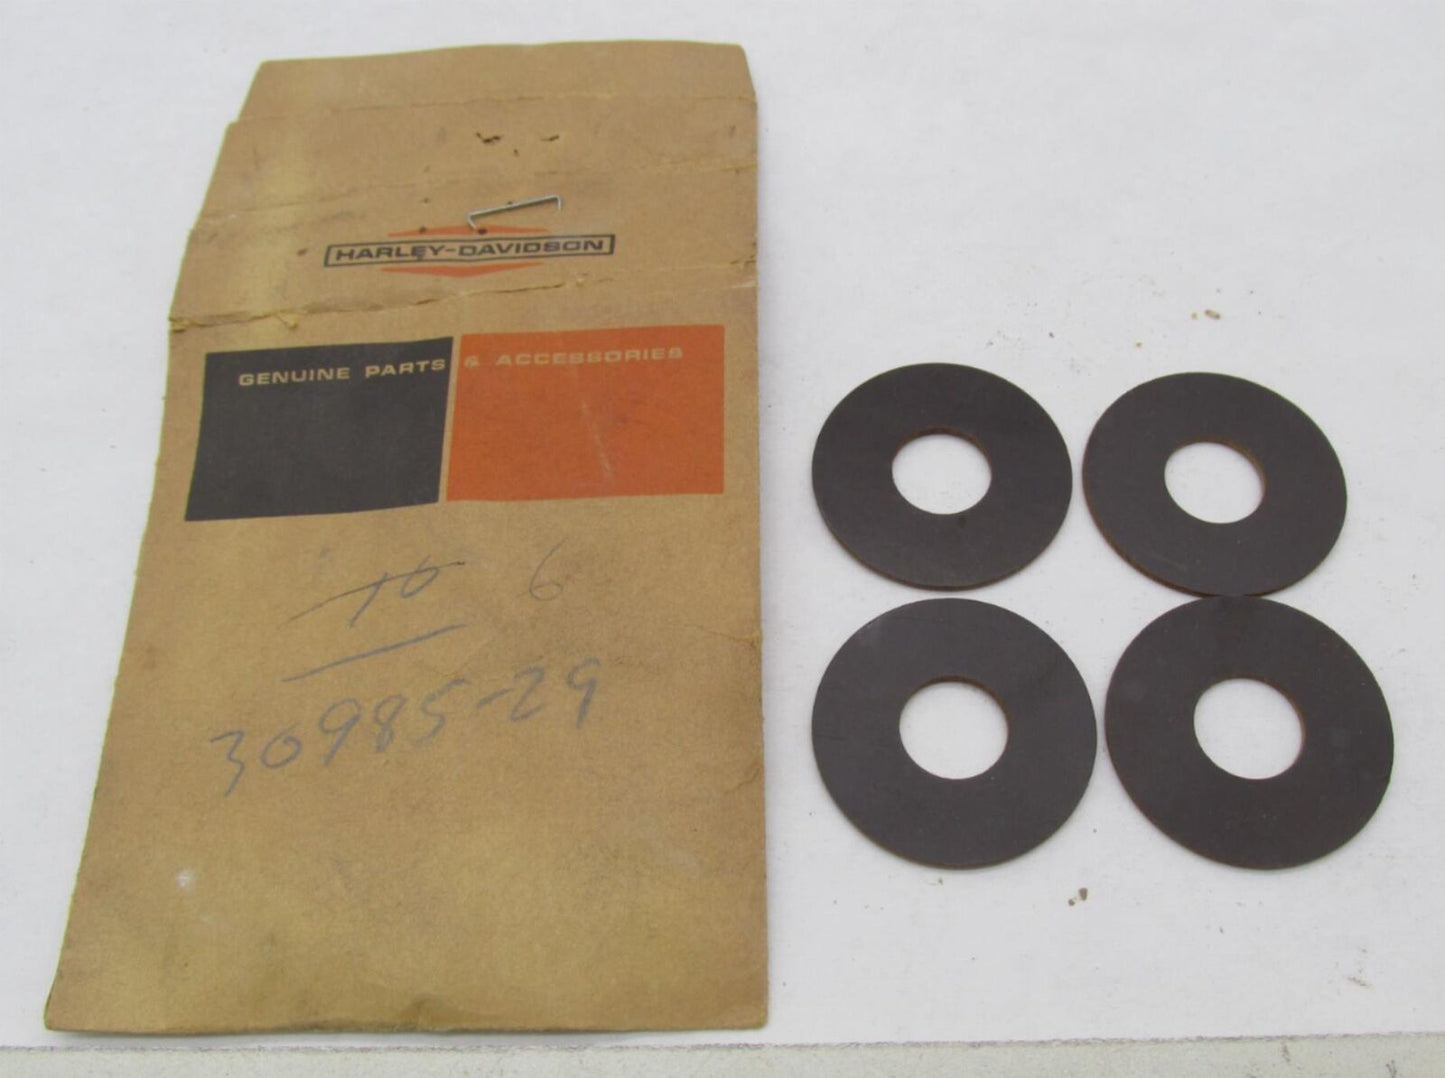 HARLEY-DAVIDSON
GENUINE PARTS & ACCESSORIES
10 6
30985-29